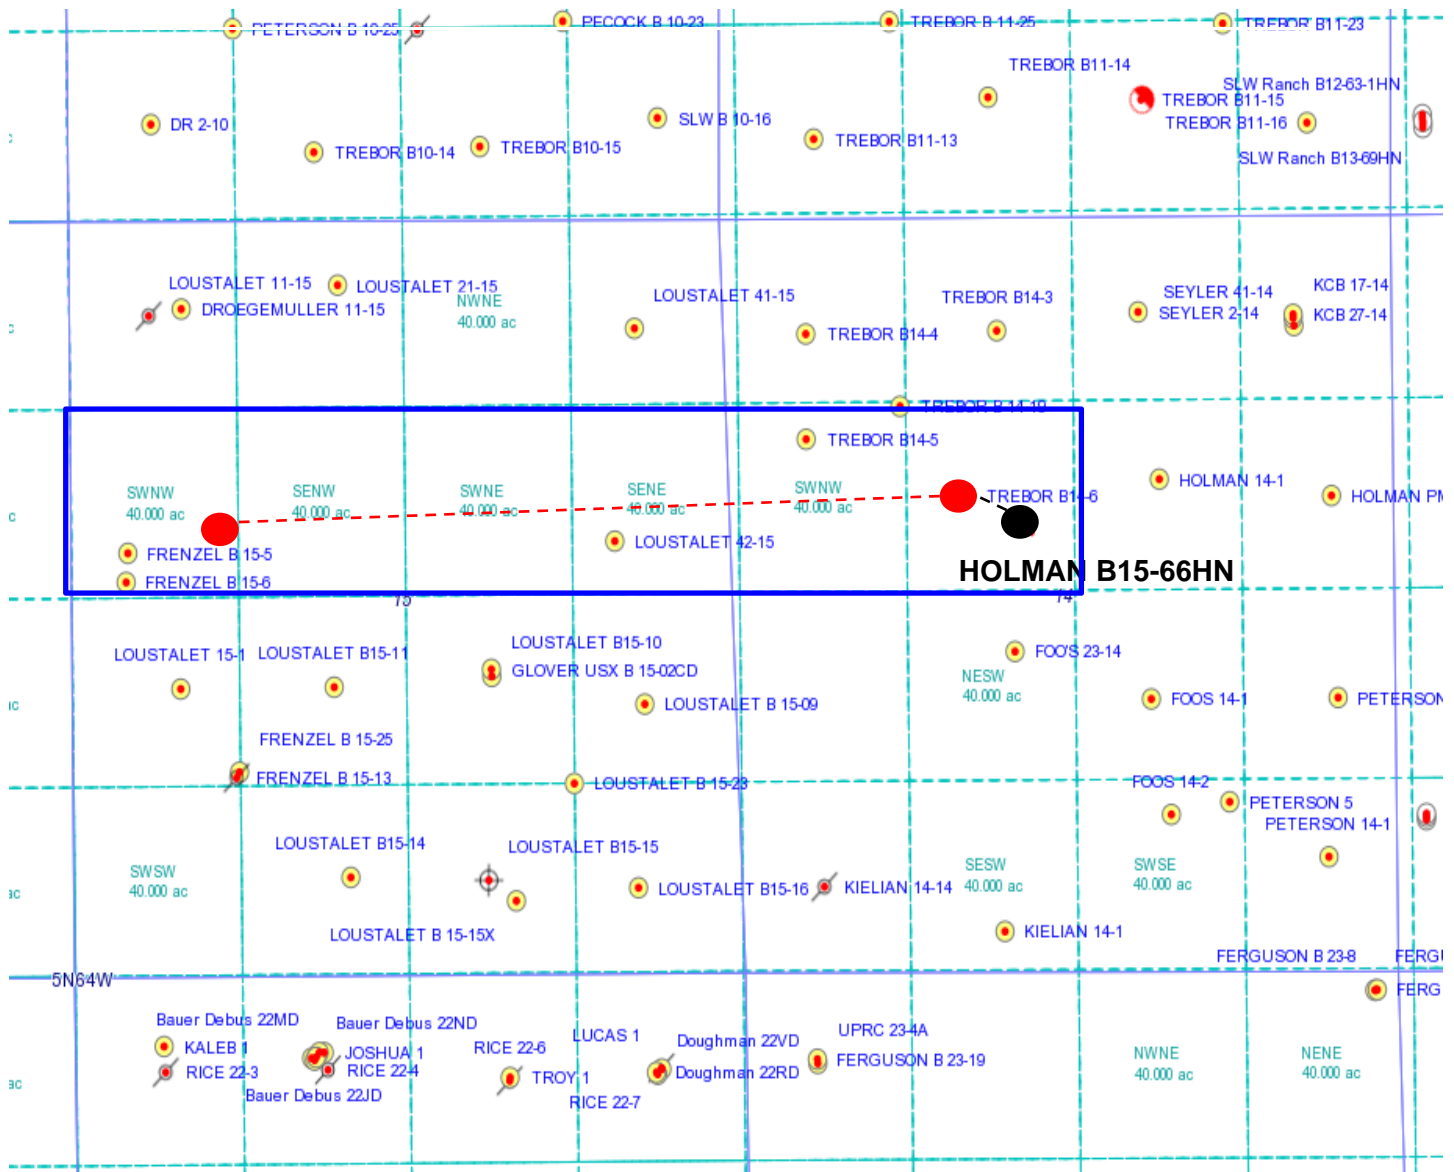 PETERSON B 10-25
PECOCK B 10-23
TREBOR B 11-25
TREBOR B11-23
TREBOR B11-14
SLW Ranch B12-63-1HN
TREBOR B11-15
DR 2-10
SLW B 10-16
TREBOR B11-16
TREBOR B10-14
TREBOR B10-15
TREBOR B11-13
SLW Ranch B13-69HN
LOUSTALET 11-15
LOUSTALET 21-15
DROEGEMULLER 11-15
NWNE
40.000 ac
LOUSTALET 41-15
TREBOR B14-3
TREBOR B14-4
SEYLER 41-14
SEYLER 2-14
KCB 17-14
KCB 27-14
TREBOR B 14-19
TREBOR B14-5
SWNW
40.000 ac
SENW
40.000 ac
SWNE
40.000 ac
SENE
40.000 ac
SWNW
40.000 ac
TREBOR B14-6
HOLMAN 14-1
HOLMAN PM
FRENZEL B 15-5
LOUSTALET 42-15
FRENZEL B 15-6
HOLMAN B15-66HN
15
14
LOUSTALET 15-1
LOUSTALET B15-11
LOUSTALET B15-10
GLOVER USX B 15-02CD
LOUSTALET B 15-09
FOO'S 23-14
NESW
40.000 ac
FOOS 14-1
PETERSON
FRENZEL B 15-25
FRENZEL B 15-13
LOUSTALET B 15-23
FOOS 14-2
PETERSON 5
PETERSON 14-1
LOUSTALET B15-14
LOUSTALET B15-15
SWSW
40.000 ac
LOUSTALET B15-16
KIELIAN 14-14
SESW
40.000 ac
SWSE
40.000 ac
LOUSTALET B 15-15X
KIELIAN 14-1
5N64W
FERGUSON B 23-8
FERGU
FERG
Bauer Debus 22MD
Bauer Debus 22ND
KALEB 1
JOSHUA 1
RICE 22-3
RICE 22-4
Bauer Debus 22JD
RICE 22-6
LUCAS 1
TROY 1
RICE 22-7
Doughman 22VD
Doughman 22RD
UPRC 23-4A
FERGUSON B 23-19
NWNE
40.000 ac
NENE
40.000 ac
c
c
c
ic
ac
ac